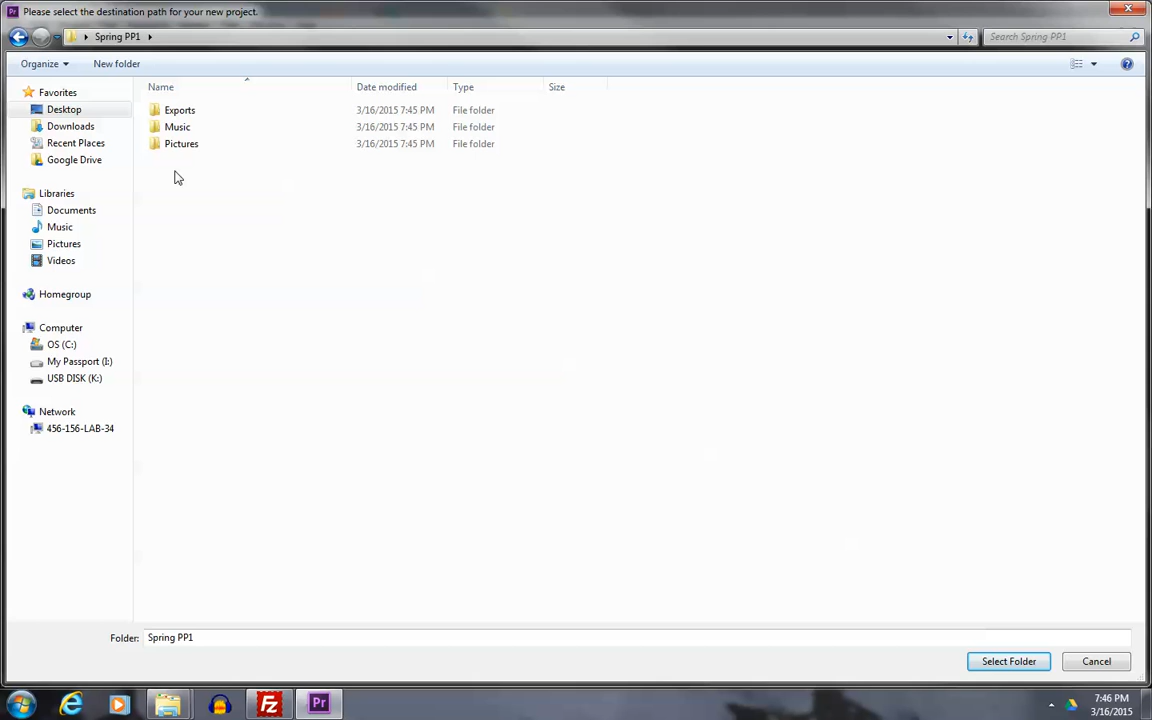 Please select the destination path for your new project.
Spring PP1
Search Spring PP1
Organize
New folder
Name
Date modified
Type
Size
Favorites
Desktop
Downloads
Recent Places
Google Drive
Libraries
Documents
Music
Pictures
Videos
Homegroup
Computer
OS (C:)
My Passport (I:)
USB DISK (K:)
Network
456-156-LAB-34
Exports 3/16/2015 7:45 PM File folder
Music 3/16/2015 7:45 PM File folder
Pictures 3/16/2015 7:45 PM File folder
Folder: Spring PP1
Select Folder
Cancel
Pr
Fz
7:46 PM
3/16/2015